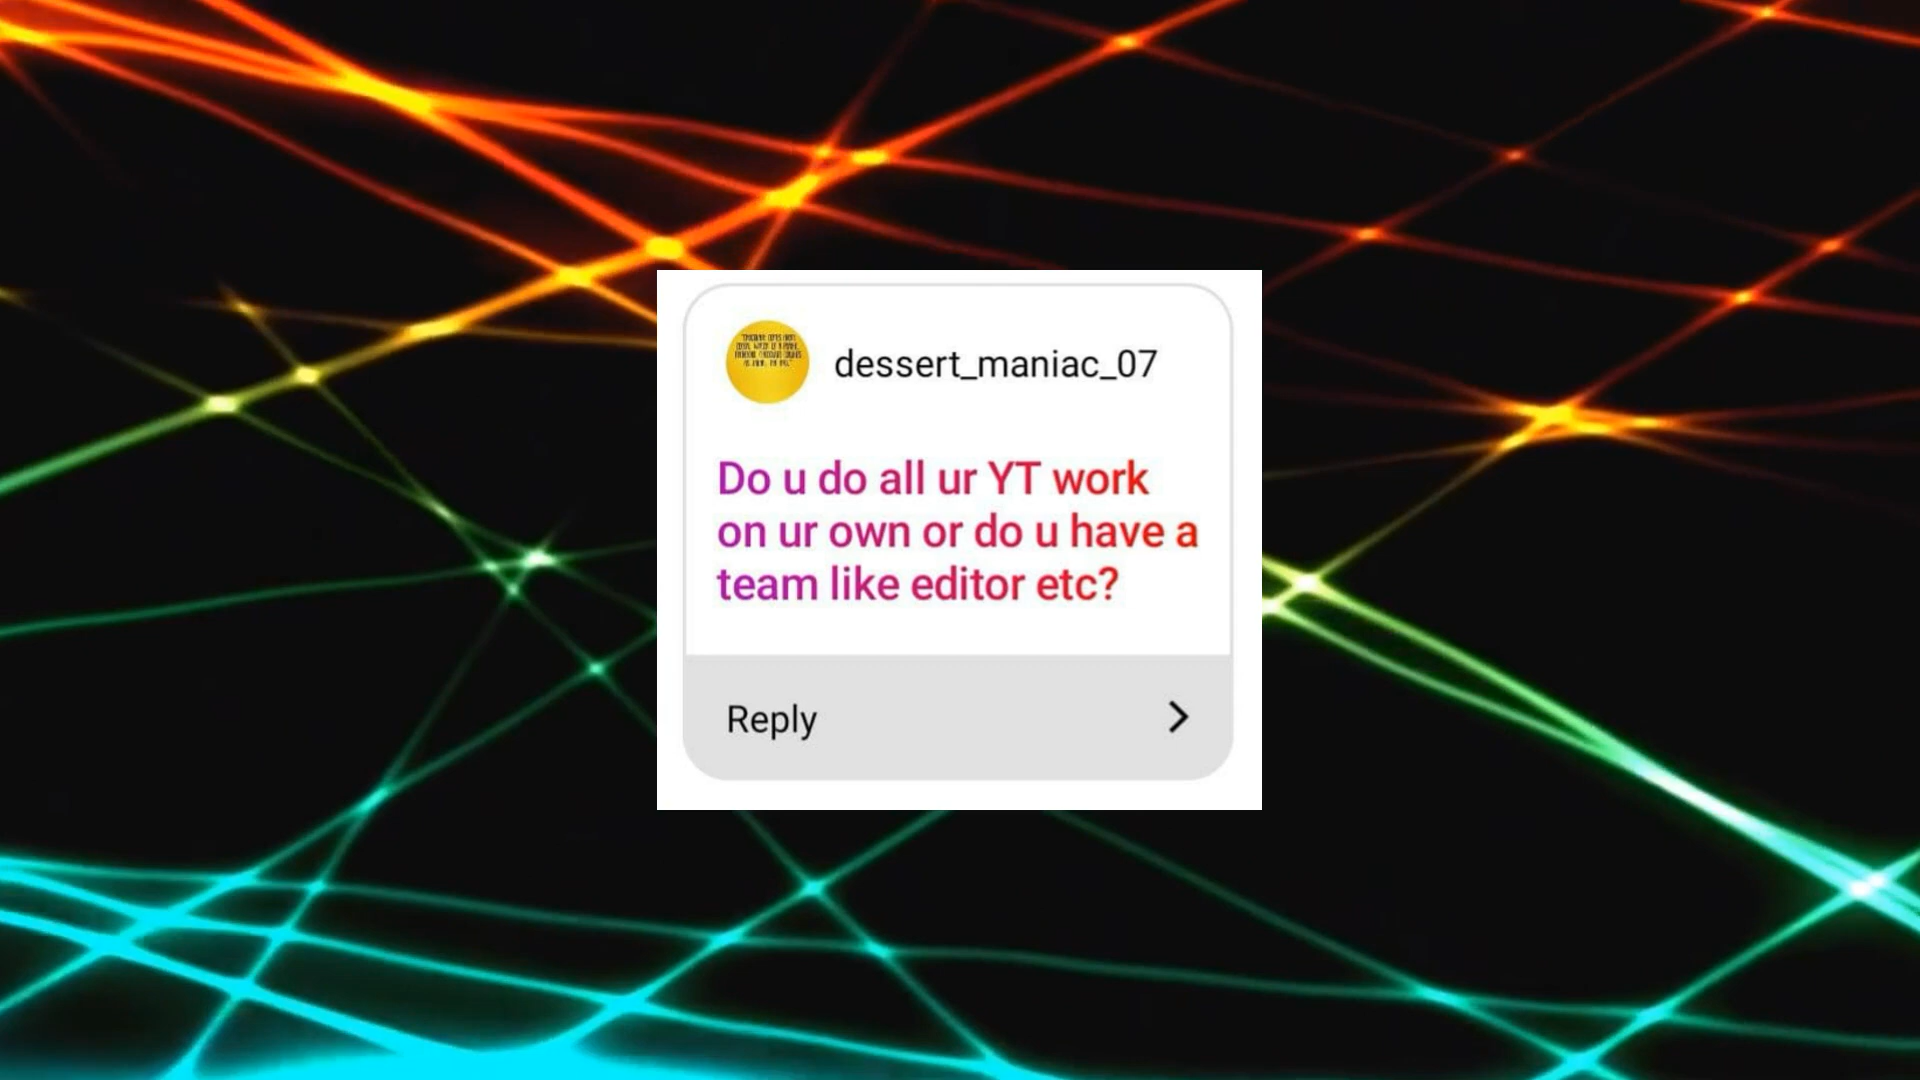 dessert_maniac_07
Do u do all ur YT work
on ur own or do u have a
team like editor etc?
Reply